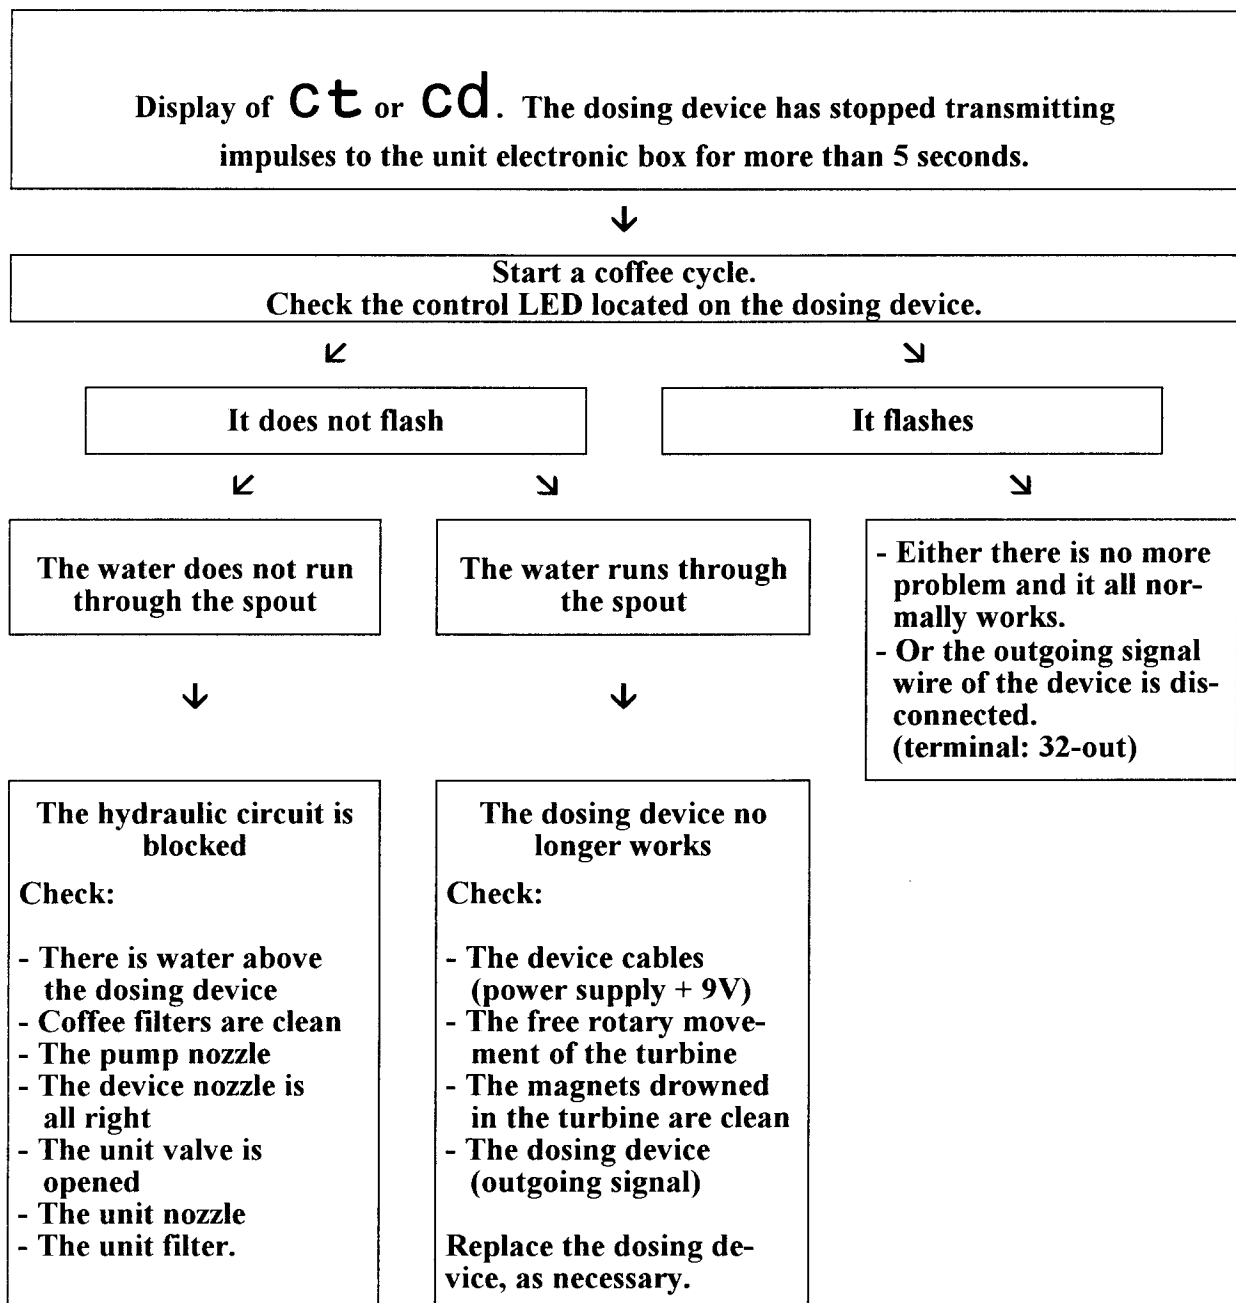 Display of ct or cd. The dosing device has stopped transmitting
impulses to the unit electronic box for more than 5 seconds.
Start a coffee cycle.
Check the control LED located on the dosing device.
It does not flash
It flashes
The water does not run
through the spout
The water runs through
the spout
- Either there is no more
problem and it all nor-
mally works.
- Or the outgoing signal
wire of the device is dis-
connected.
(terminal: 32-out)
The hydraulic circuit is
blocked
Check:
- There is water above
the dosing device
- Coffee filters are clean
- The pump nozzle
- The device nozzle is
all right
- The unit valve is
opened
- The unit nozzle
- The unit filter.
The dosing device no
longer works
Check:
- The device cables
(power supply + 9V)
- The free rotary move-
ment of the turbine
- The magnets drowned
in the turbine are clean
- The dosing device
(outgoing signal)
Replace the dosing de-
vice, as necessary.